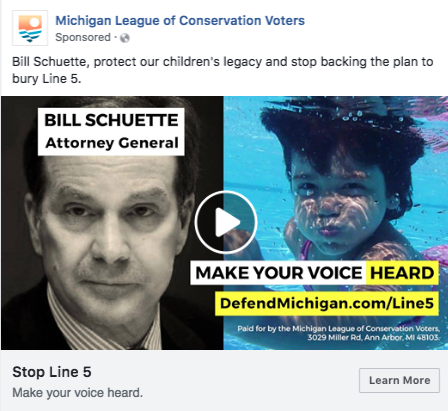 Michigan League of Conservation Voters
Sponsored ·
Bill Schuette, protect our children's legacy and stop backing the plan to
bury Line 5.
BILL SCHUETTE
Attorney General
MAKE YOUR VOICE HEARD
DefendMichigan.com/Line5
Paid for by the Michigan League of Conservation Voters,
3029 Miller Rd, Ann Arbor, MI 48103
Stop Line 5
Make your voice heard.
Learn More